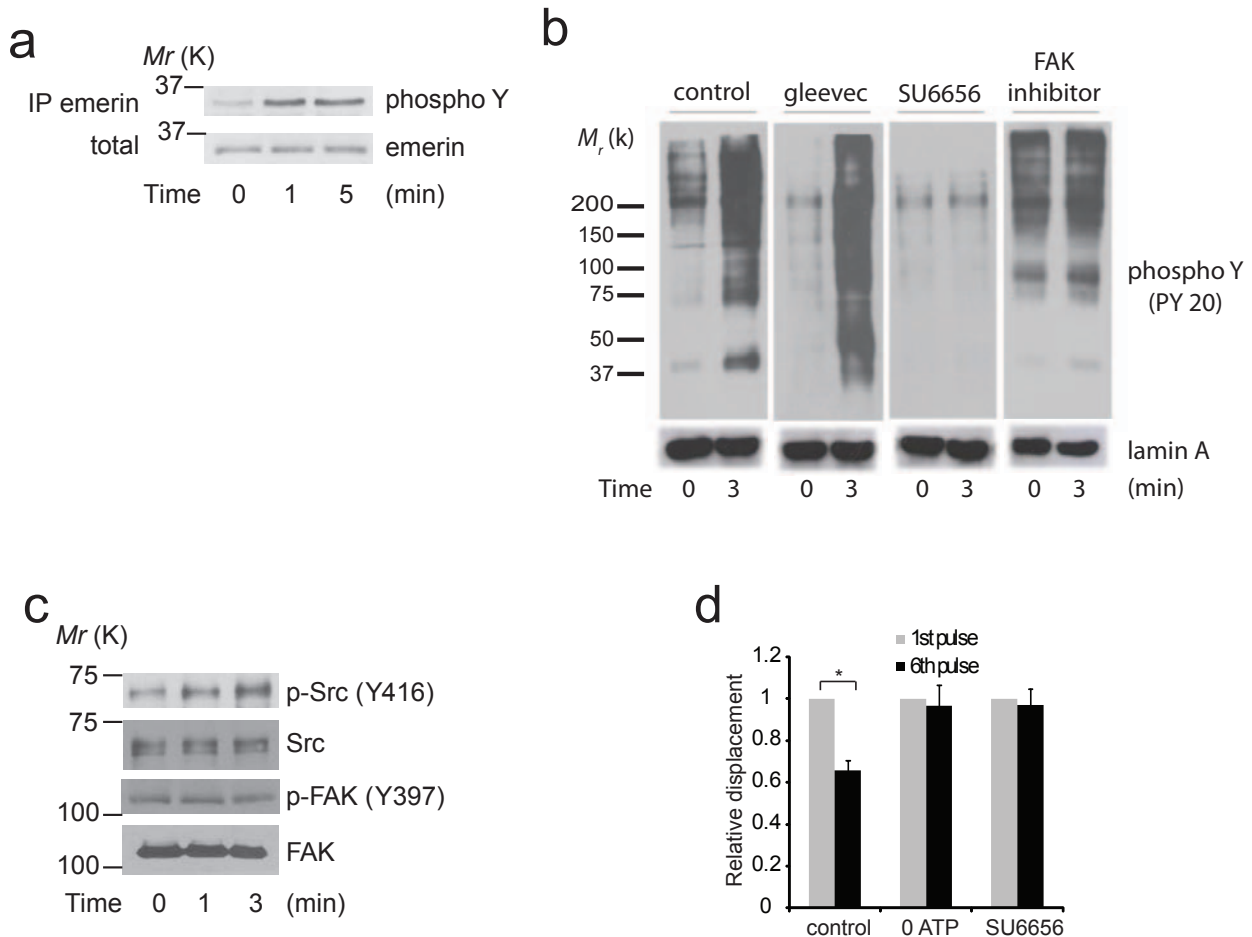 a
Mr (K)
37
IP emerin
phospho Y
37
total
emerin
Time 0 1 5 (min)
b
control gleevec SU6656 FAK inhibitor
Mr (k)
200
150
100
75
50
37
phospho Y
(PY 20)
lamin A
Time 0 3 0 3 0 3 0 3 (min)
c
Mr (K)
75
p-Src (Y416)
75
Src
p-FAK (Y397)
100
FAK
100
Time 0 1 3 (min)
d
1st pulse
6th pulse
Relative displacement
1.2
1
0.8
0.6
0.4
0.2
0
*
control 0 ATP SU6656